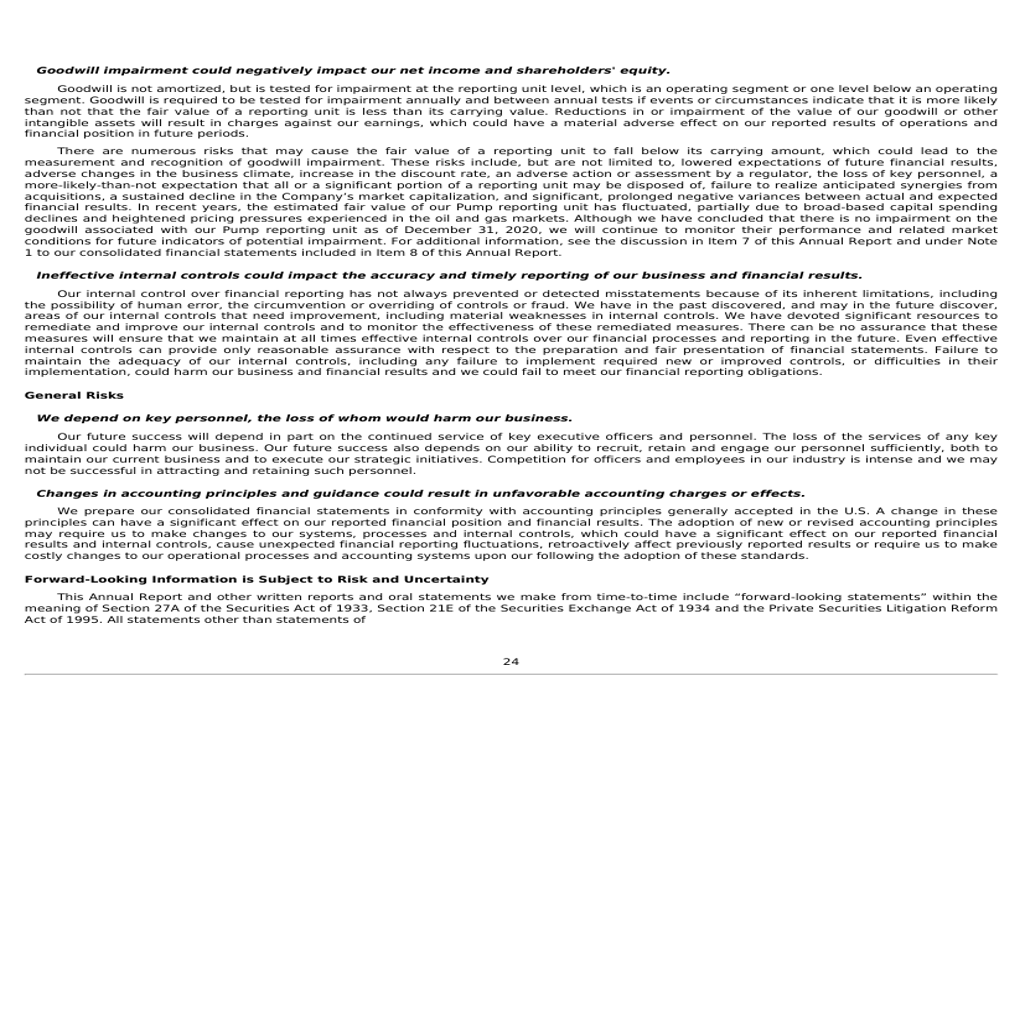 Goodwill impairment could negatively impact our net income and shareholders' equity.
Goodwill is not amortized, but is tested for impairment at the reporting unit level, which is an operating segment or one level below an operating
segment. Goodwill is required to be tested for impairment annually and between annual tests if events or circumstances indicate that it is more likely
than not that the fair value of a reporting unit is less than its carrying value. Reductions in or impairment of the value of our goodwill or other
intangible assets will result in charges against our earnings, which could have a material adverse effect on our reported results of operations and
financial position in future periods.
There are numerous risks that may cause the fair value of a reporting unit to fall below its carrying amount, which could lead to the
measurement and recognition of goodwill impairment. These risks include, but are not limited to, lowered expectations of future financial results,
adverse changes in the business climate, increase in the discount rate, an adverse action or assessment by a regulator, the loss of key personnel, a
more-likely-than-not expectation that all or a significant portion of a reporting unit may be disposed of, failure to realize anticipated synergies from
acquisitions, a sustained decline in the Company's market capitalization, and significant, prolonged negative variances between actual and expected
financial results. In recent years, the estimated fair value of our Pump reporting unit has fluctuated, partially due to broad-based capital spending
declines and heightened pricing pressures experienced in the oil and gas markets. Although we have concluded that there is no impairment on the
goodwill associated with our Pump reporting unit as of December 31, 2020, we will continue to monitor their performance and related market
conditions for future indicators of potential impairment. For additional information, see the discussion in Item 7 of this Annual Report and under Note
1 to our consolidated financial statements included in Item 8 of this Annual Report.
Ineffective internal controls could impact the accuracy and timely reporting of our business and financial results.
Our internal control over financial reporting has not always prevented or detected misstatements because of its inherent limitations, including
the possibility of human error, the circumvention or overriding of controls or fraud. We have in the past discovered, and may in the future discover,
areas of our internal controls that need improvement, including material weaknesses in internal controls. We have devoted significant resources to
remediate and improve our internal controls and to monitor the effectiveness of these remediated measures. There can be no assurance that these
measures will ensure that we maintain at all times effective internal controls over our financial processes and reporting in the future. Even effective
internal controls can provide only reasonable assurance with respect to the preparation and fair presentation of financial statements. Failure to
maintain the adequacy of our internal controls, including any failure to implement required new or improved controls, or difficulties in their
implementation, could harm our business and financial results and we could fail to meet our financial reporting obligations.
General Risks
We depend on key personnel, the loss of whom would harm our business.
Our future success will depend in part on the continued service of key executive officers and personnel. The loss of the services of any key
individual could harm our business. Our future success also depends on our ability to recruit, retain and engage our personnel sufficiently, both to
maintain our current business and to execute our strategic initiatives. Competition for officers and employees in our industry is intense and we may
not be successful in attracting and retaining such personnel.
Changes in accounting principles and guidance could result in unfavorable accounting charges or effects.
We prepare our consolidated financial statements in conformity with accounting principles generally accepted in the U.S. A change in these
principles can have a significant effect on our reported financial position and financial results. The adoption of new or revised accounting principles
may require us to make changes to our systems, processes and internal controls, which could have a significant effect on our reported financial
results and internal controls, cause unexpected financial reporting fluctuations, retroactively affect previously reported results or require us to make
costly changes to our operational processes and accounting systems upon our following the adoption of these standards.
Forward-Looking Information is Subject to Risk and Uncertainty
This Annual Report and other written reports and oral statements we make from time-to-time include “forward-looking statements” within the
meaning of Section 27A of the Securities Act of 1933, Section 21E of the Securities Exchange Act of 1934 and the Private Securities Litigation Reform
Act of 1995. All statements other than statements of
24